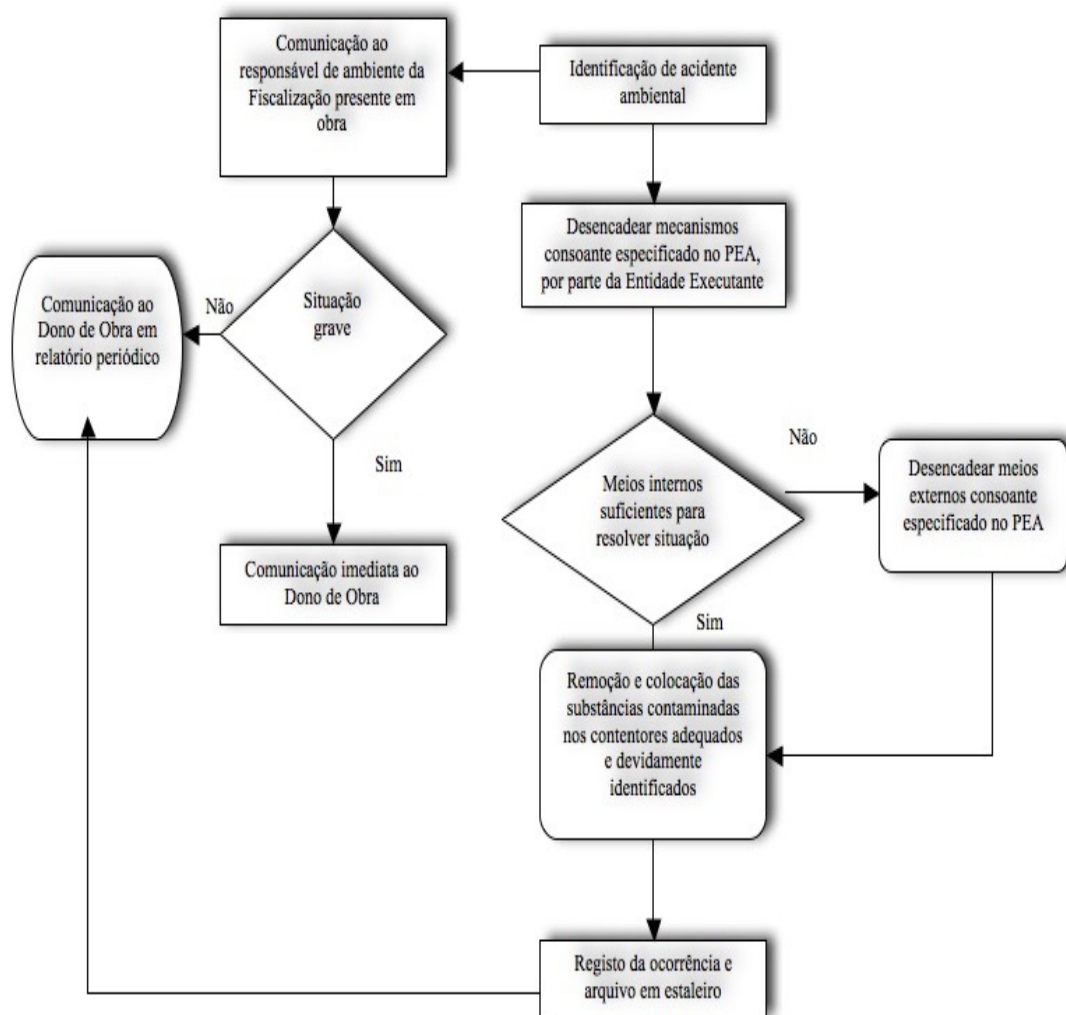 Comunicação ao
responsável de ambiente da
Fiscalização presente em
obra
Identificação de acidente
ambiental
Desencadear mecanismos
consoante especificado no PEA,
por parte da Entidade Executante
Comunicação ao
Dono de Obra em
relatório periódico
Não
Situação
grave
Sim
Comunicação imediata ao
Dono de Obra
Meios internos
suficientes para
resolver situação
Não
Desencadear meios
externos consoante
especificado no PEA
Sim
Remoção e colocação das
substâncias contaminadas
nos contentores adequados
e devidamente
identificados
Registo da ocorrência e
arquivo em estaleiro